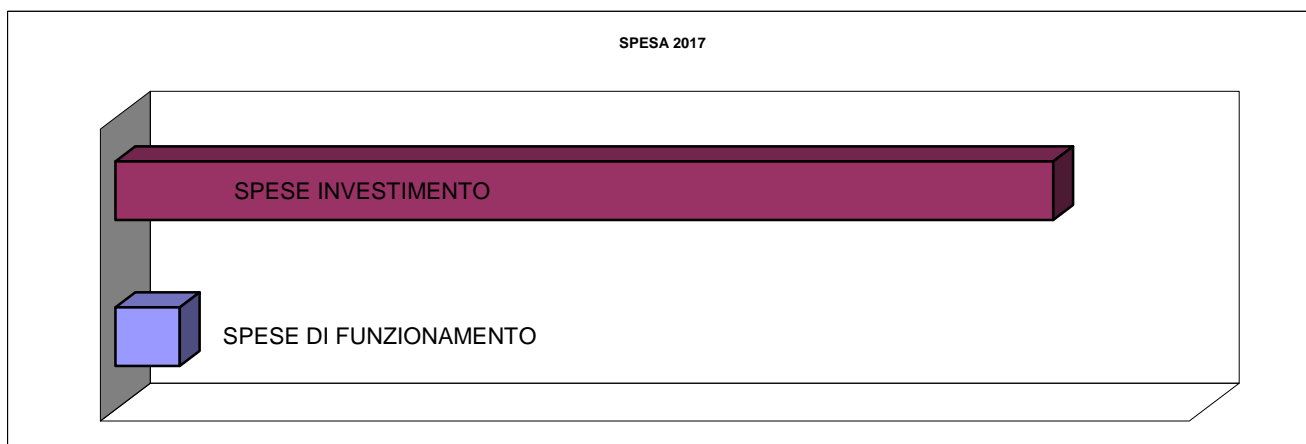 SPESA 2017
SPESE INVESTIMENTO
SPESE DI FUNZIONAMENTO